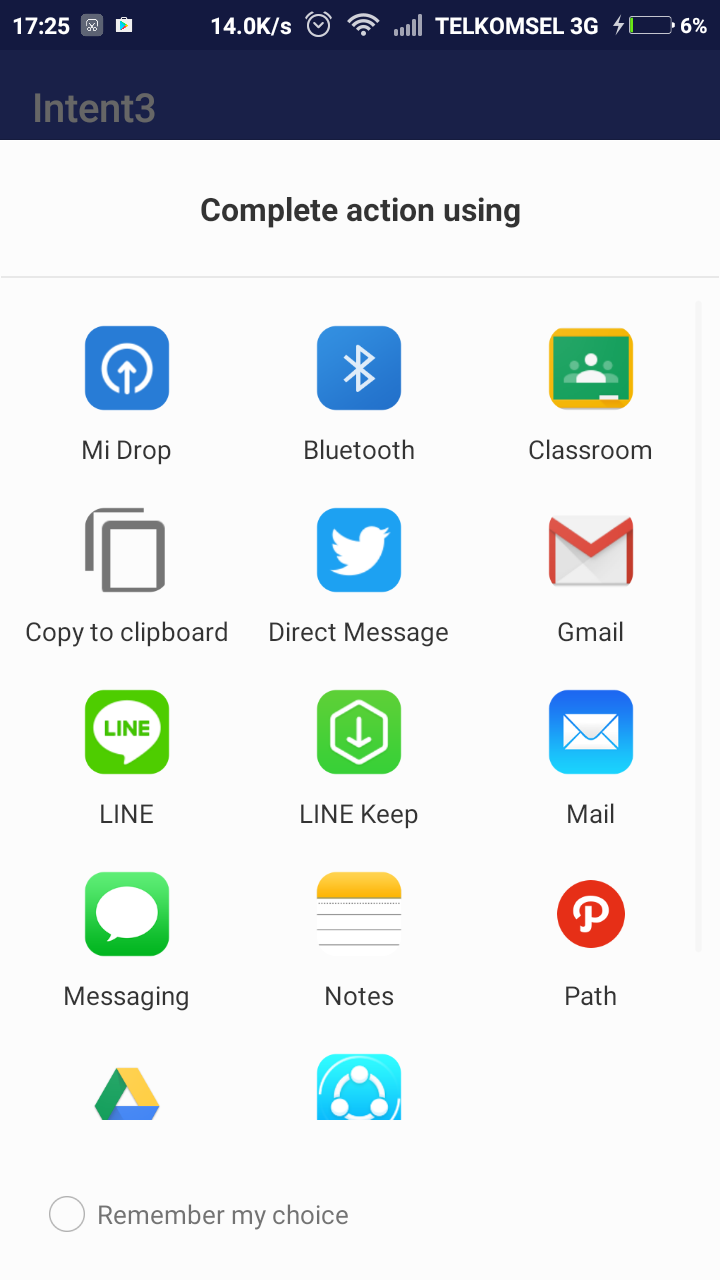 17:25 14.0K/s TELKOMSEL 3G 6%
Intent3
Complete action using
Mi Drop Bluetooth Classroom
Copy to clipboard Direct Message Gmail
LINE
LINE LINE Keep Mail
Messaging Notes Path
Remember my choice